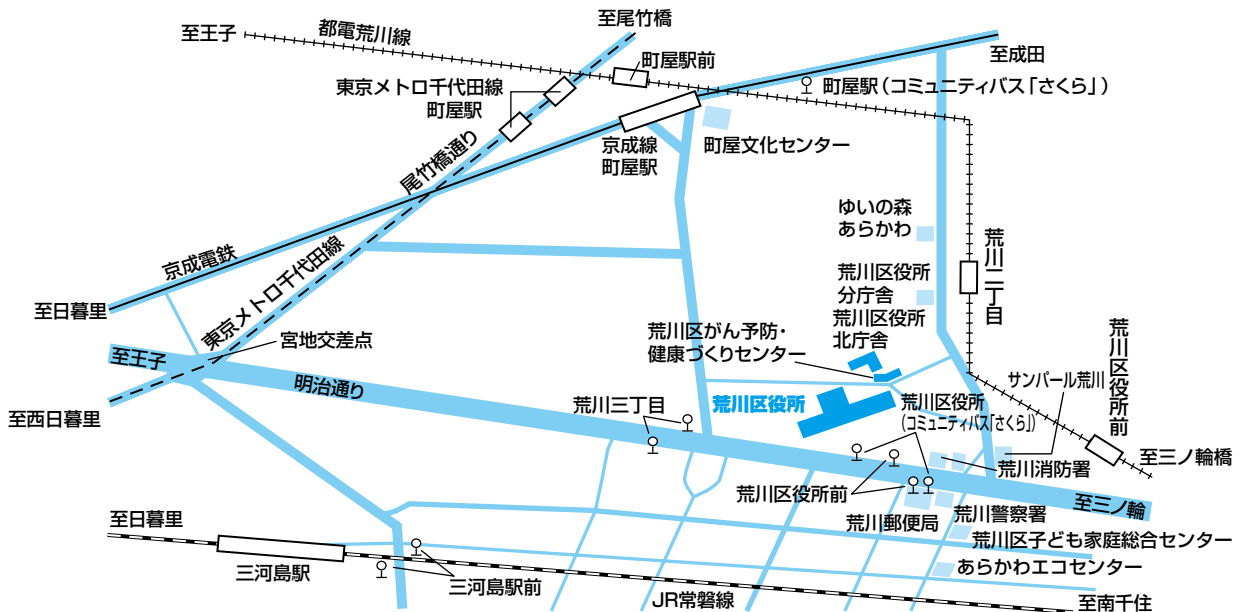 至尾竹橋
至王子
都電荒川線
町屋駅前
至成田
東京メトロ千代田線
町屋駅
町屋駅(コミュニティバス「さくら」)
京成線
町屋駅
町屋文化センター
尾竹橋通り
ゆいの森
あらかわ
京成電鉄
東京メトロ千代田線
荒川二丁目
荒川区役所
分庁舎
至日暮里
荒川区役所
北庁舎
荒川区がん予防・
健康づくりセンター
宮地交差点
至王子
明治通り
荒川区役所前
サンパール荒川
至西日暮里
荒川三丁目
荒川区役所
荒川区役所
(コミュニティバス「さくら」)
至三ノ輪橋
荒川消防署
荒川区役所前
至三ノ輪
荒川郵便局
荒川警察署
至日暮里
荒川区子ども家庭総合センター
あらかわエコセンター
三河島駅
三河島駅前
JR常磐線
至南千住